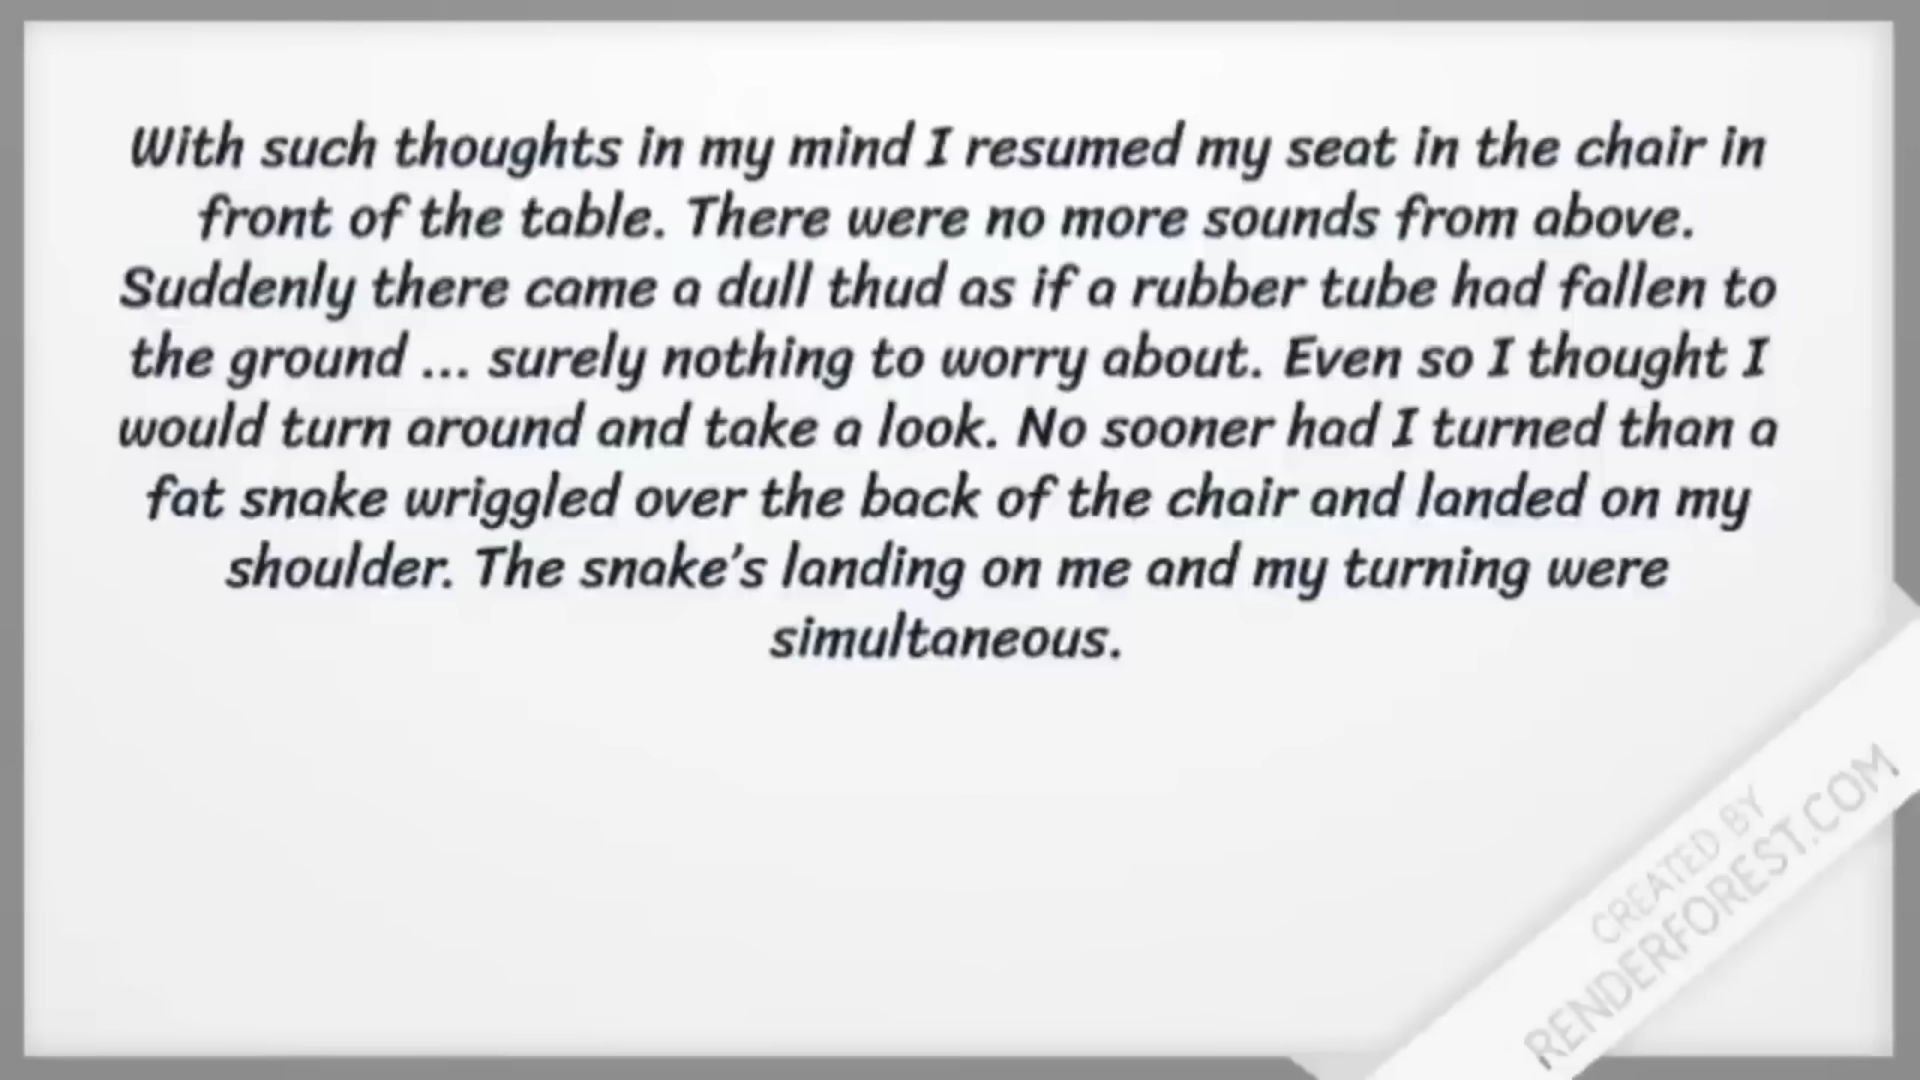 With such thoughts in my mind I resumed my seat in the chair in
front of the table. There were no more sounds from above.
Suddenly there came a dull thud as if a rubber tube had fallen to
the ground ... surely nothing to worry about. Even so I thought I
would turn around and take a look. No sooner had I turned than a
fat snake wriggled over the back of the chair and landed on my
shoulder. The snake’s landing on me and my turning were
simultaneous.
CREATED BY
RENDERFOREST.COM